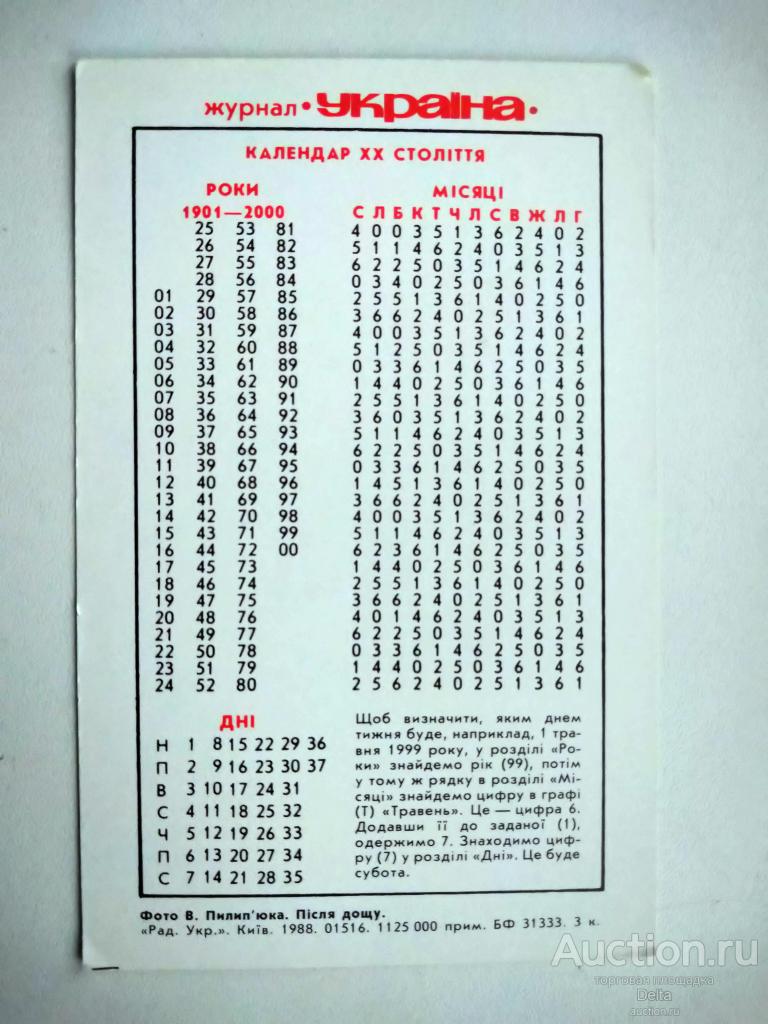 журнал • Україна •
КАЛЕНДАР XX СТОЛІТТЯ
РОКИ МІСЯЦІ
1901—2000 С Л Б К Т Ч Л С В Ж Л Г
25 53 81 4 0 0 3 5 1 3 6 2 4 0 2
26 54 82 5 1 1 4 6 2 4 0 3 5 1 3
27 55 83 6 2 2 5 0 3 5 1 4 6 2 4
28 56 84 0 3 4 0 2 5 0 3 6 1 4 6
01 29 57 85 2 5 5 1 3 6 1 4 0 2 5 0
02 30 58 86 3 6 6 2 4 0 2 5 1 3 6 1
03 31 59 87 4 0 0 3 5 1 3 6 2 4 0 2
04 32 60 88 5 1 2 5 0 3 5 1 4 6 2 4
05 33 61 89 0 3 3 6 1 4 6 2 5 0 3 5
06 34 62 90 1 4 4 0 2 5 0 3 6 1 4 6
07 35 63 91 2 5 5 1 3 6 1 4 0 2 5 0
08 36 64 92 3 6 0 3 5 1 3 6 2 4 0 2
09 37 65 93 5 1 1 4 6 2 4 0 3 5 1 3
10 38 66 94 6 2 2 5 0 3 5 1 4 6 2 4
11 39 67 95 0 3 3 6 1 4 6 2 5 0 3 5
12 40 68 96 1 4 5 1 3 6 1 4 0 2 5 0
13 41 69 97 3 6 6 2 4 0 2 5 1 3 6 1
14 42 70 98 4 0 0 3 5 1 3 6 2 4 0 2
15 43 71 99 5 1 1 4 6 2 4 0 3 5 1 3
16 44 72 00 6 2 3 6 1 4 6 2 5 0 3 5
17 45 73 1 4 4 0 2 5 0 3 6 1 4 6
18 46 74 2 5 5 1 3 6 1 4 0 2 5 0
19 47 75 3 6 6 2 4 0 2 5 1 3 6 1
20 48 76 4 0 1 4 6 2 4 0 3 5 1 3
21 49 77 6 2 2 5 0 3 5 1 4 6 2 4
22 50 78 0 3 3 6 1 4 6 2 5 0 3 5
23 51 79 1 4 4 0 2 5 0 3 6 1 4 6
24 52 80 2 5 6 2 4 0 2 5 1 3 6 1
ДНІ
Н 1 8 15 22 29 36
П 2 9 16 23 30 37
В 3 10 17 24 31
С 4 11 18 25 32
Ч 5 12 19 26 33
П 6 13 20 27 34
С 7 14 21 28 35
Щоб визначити, яким днем
тижня буде, наприклад, 1 тра-
вня 1999 року, у розділі «Ро-
ки» знайдемо рік (99), потім
у тому ж рядку в розділі «Мі-
сяці» знайдемо цифру в графі
(Т) «Травень». Це — цифра 6.
Додавши її до заданої (1),
одержимо 7. Знаходимо циф-
ру (7) у розділі «Дні». Це буде
субота.
Фото В. Пилип'юка. Після дощу.
«Рад. Укр.». Київ. 1988. 01516. 1125 000 прим. БФ 31333. 3 к.
Auction.ru
торговая площадка
Delta
auction.ru